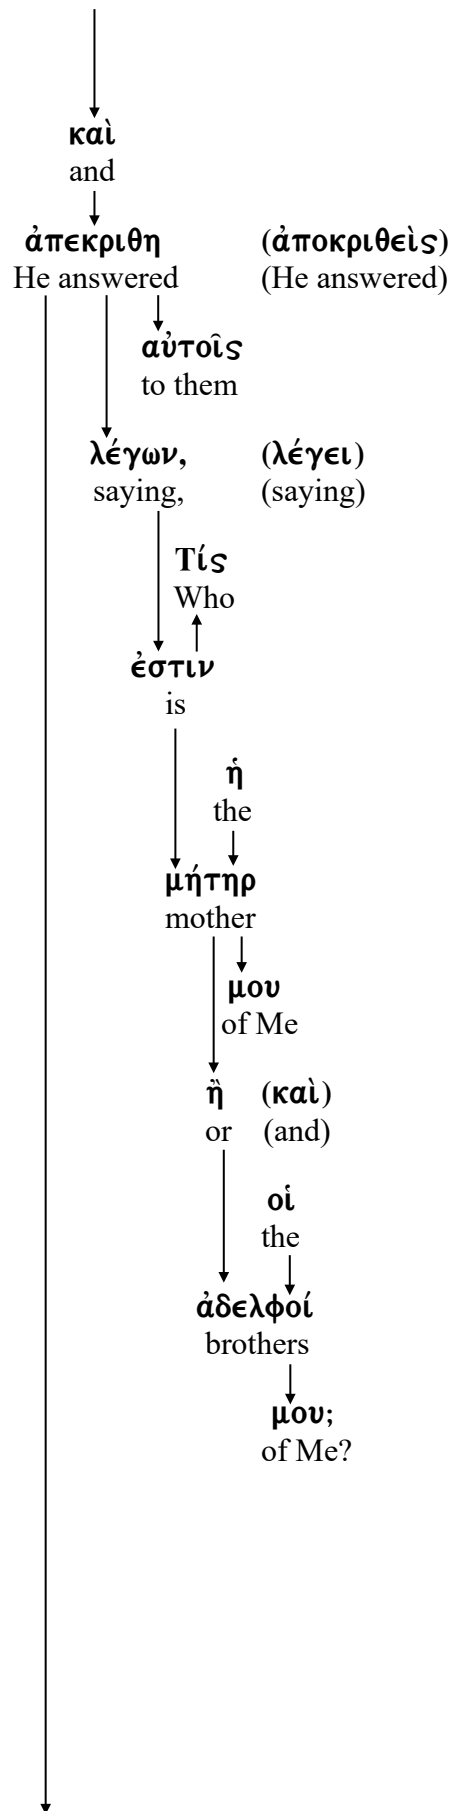 καὶ
and
ἀπεκριθη (ἀποκριθεὶς)
He answered (He answered)
αὐτοῖς
to them
λέγων, (λέγει)
saying, (saying)
Τίς
Who
ἐστιν
is
ἡ
the
μήτηρ
mother
μου
of Me
ἢ (καὶ)
or (and)
οἱ
the
ἀδελφοί
brothers
μου;
of Me?